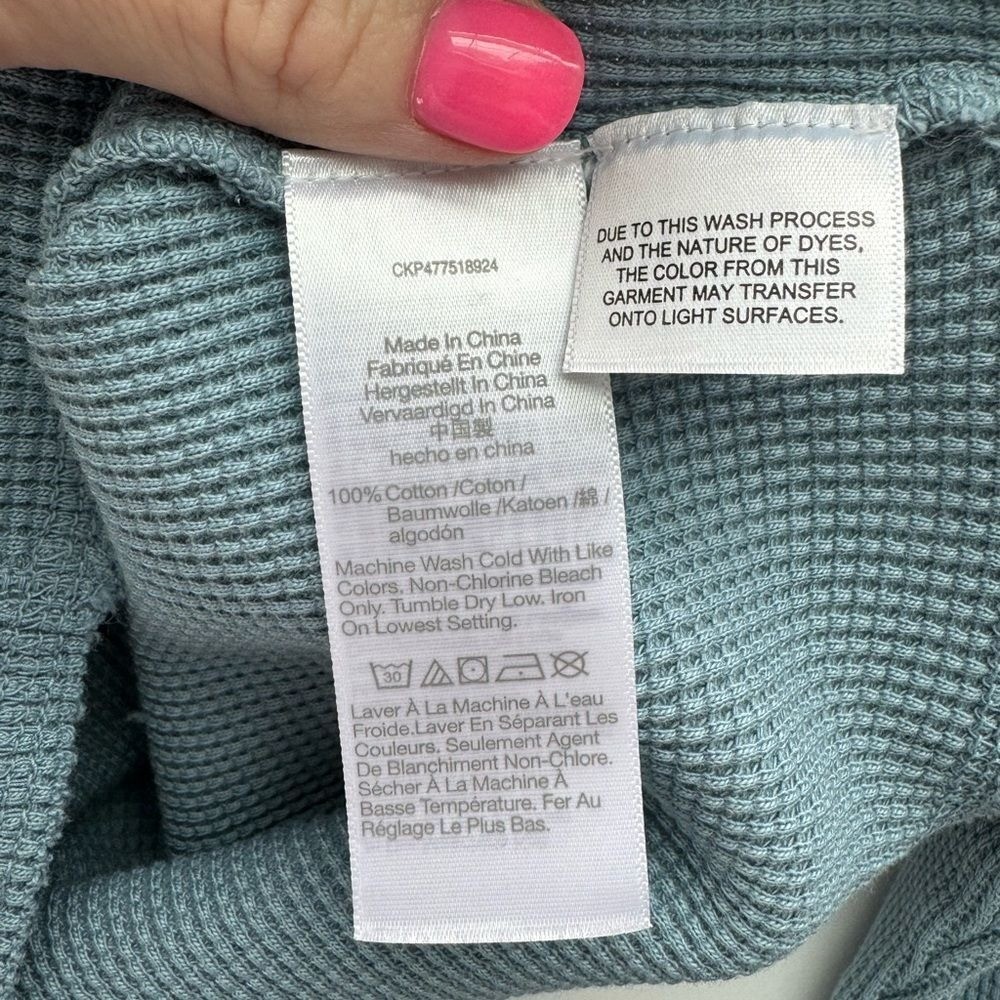 CKP477518924
Made In China
Fabriqué En Chine
Hergestellt In China
Vervaardigd In China
中国製
hecho en china
100% Cotton /Coton /
Baumwolle /Katoen /綿 /
algodón
Machine Wash Cold With Like
Colors. Non-Chlorine Bleach
Only. Tumble Dry Low. Iron
On Lowest Setting.
30
Laver À La Machine À L'eau
Froide.Laver En Séparant Les
Couleurs. Seulement Agent
De Blanchiment Non-Chlore.
Sécher À La Machine À
Basse Température. Fer Au
Réglage Le Plus Bas.
DUE TO THIS WASH PROCESS
AND THE NATURE OF DYES,
THE COLOR FROM THIS
GARMENT MAY TRANSFER
ONTO LIGHT SURFACES.